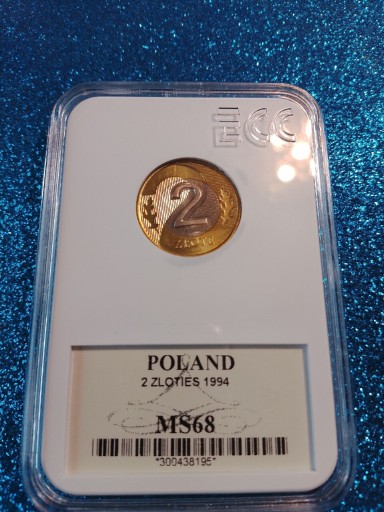 ECC
2
ZŁOTE
POLAND
2 ZLOTIES 1994
MS68
*300438195*